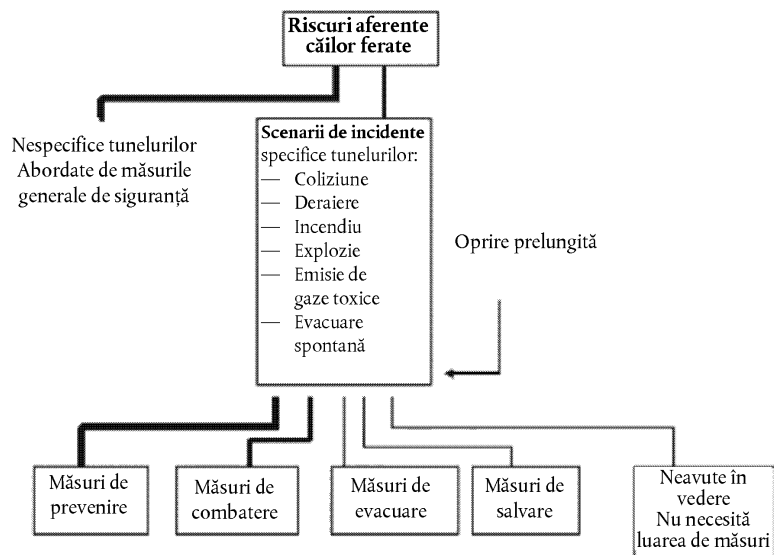 Riscuri aferente
căilor ferate
Nespecifice tunelurilor
Abordate de măsurile
generale de siguranță
Scenarii de incidente
specifice tunelurilor:
— Coliziune
— Deraiere
— Incendiu
— Explozie
— Emisie de
gaze toxice
— Evacuare
spontană
Oprire prelungită
Măsuri de
prevenire
Măsuri de
combatere
Măsuri de
evacuare
Măsuri de
salvare
Neavute în
vedere
Nu necesită
luarea de măsuri